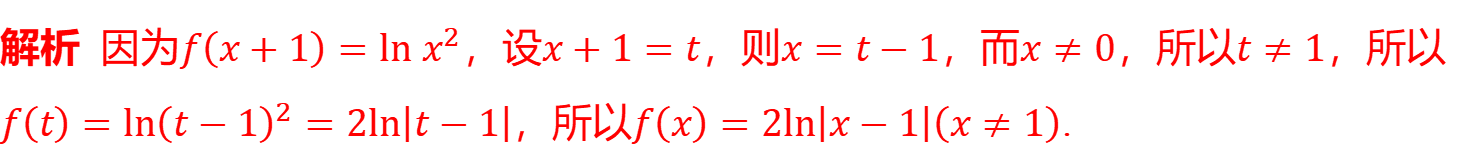 解析 因为f(x + 1) = ln x²，设x + 1 = t，则x = t − 1，而x ≠ 0，所以t ≠ 1，所以
f(t) = ln(t − 1)² = 2ln|t − 1|，所以f(x) = 2ln|x − 1|(x ≠ 1).